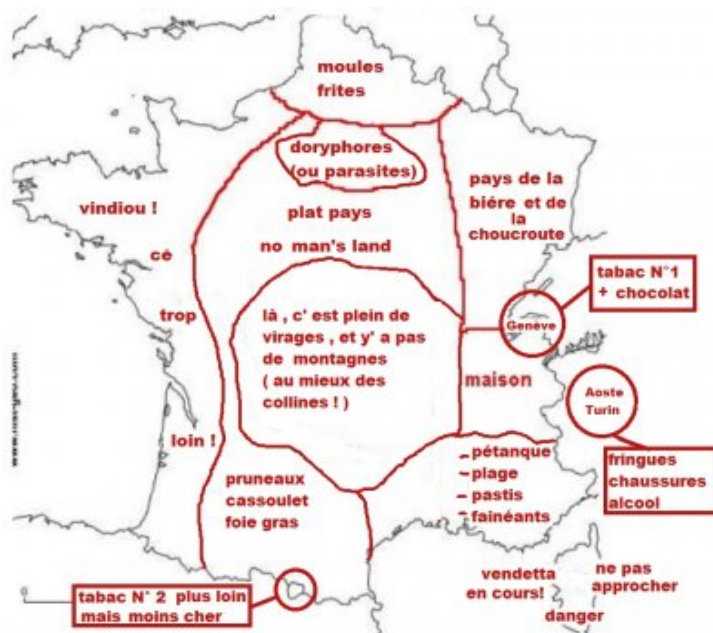 moules
frites
doryphores
(ou parasites)
pays de la
biére et de
la
choucroute
vindiou !
plat pays
no man's land
cé
tabac N°1
+ chocolat
trop
Genève
là , c' est plein de
virages , et y' a pas
de montagnes
( au mieux des
collines ! )
maison
Aoste
Turin
loin !
- pétanque
- plage
- pastis
- fainéants
fringues
chaussures
alcool
pruneaux
cassoulet
foie gras
vendetta
en cours!
ne pas
approcher
danger
tabac N° 2 plus loin
mais moins cher
0